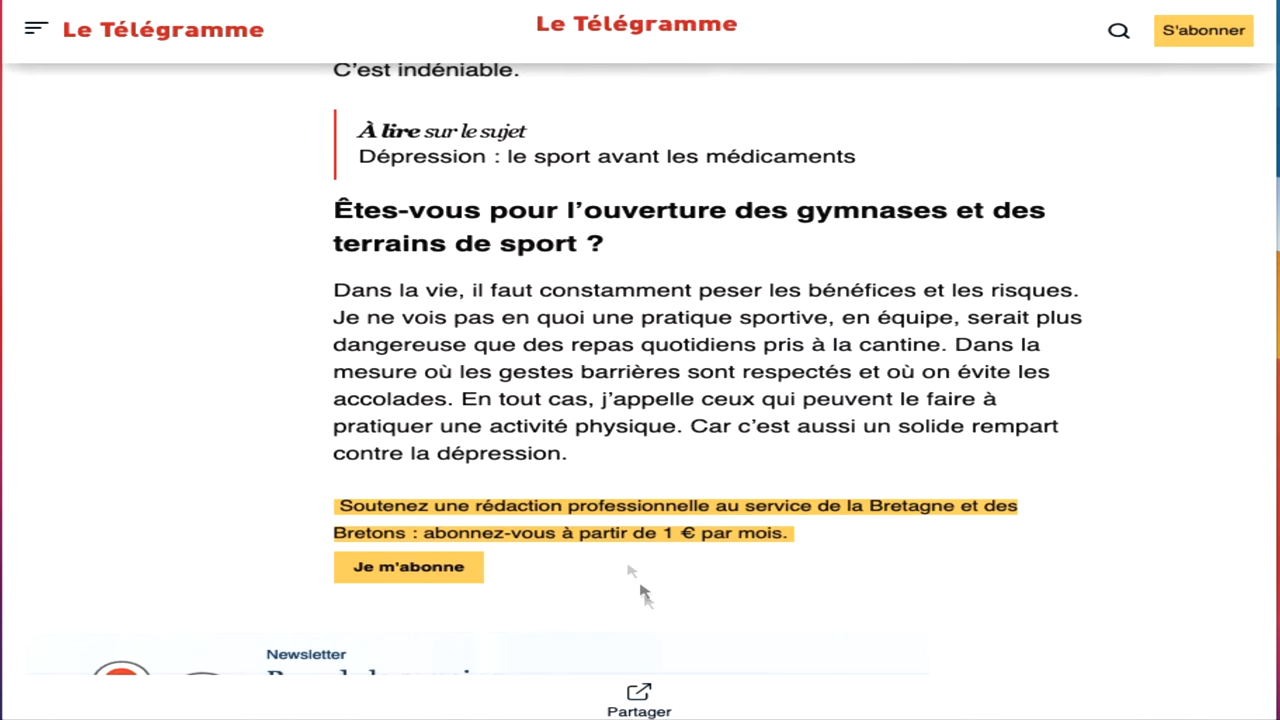 Le Télégramme
Le Télégramme
S'abonner
C’est indéniable.
À lire sur le sujet
Dépression : le sport avant les médicaments
Êtes-vous pour l’ouverture des gymnases et des
terrains de sport ?
Dans la vie, il faut constamment peser les bénéfices et les risques.
Je ne vois pas en quoi une pratique sportive, en équipe, serait plus
dangereuse que des repas quotidiens pris à la cantine. Dans la
mesure où les gestes barrières sont respectés et où on évite les
accolades. En tout cas, j’appelle ceux qui peuvent le faire à
pratiquer une activité physique. Car c’est aussi un solide rempart
contre la dépression.
Soutenez une rédaction professionnelle au service de la Bretagne et des
Bretons : abonnez-vous à partir de 1 € par mois.
Je m'abonne
Newsletter
Partager